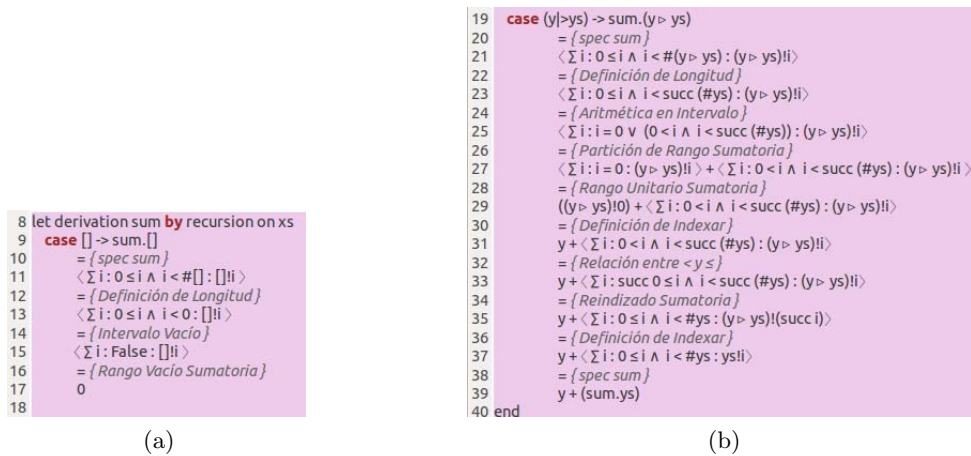 8 let derivation sum by recursion on xs
9 case [] -> sum.[]
10 = { spec sum }
11 ⟨ ∑ i : 0 ≤ i ∧ i < #[] : []!i ⟩
12 = { Definición de Longitud }
13 ⟨ ∑ i : 0 ≤ i ∧ i < 0 : []!i ⟩
14 = { Intervalo Vacío }
15 ⟨ ∑ i : False : []!i ⟩
16 = { Rango Vacío Sumatoria }
17 0
18
(a)
19 case (y|>ys) -> sum.(y ▹ ys)
20 = { spec sum }
21 ⟨ ∑ i : 0 ≤ i ∧ i < #(y ▹ ys) : (y ▹ ys)!i⟩
22 = { Definición de Longitud }
23 ⟨ ∑ i : 0 ≤ i ∧ i < succ (#ys) : (y ▹ ys)!i⟩
24 = { Aritmética en Intervalo }
25 ⟨ ∑ i : i = 0 ∨ (0 < i ∧ i < succ (#ys)) : (y ▹ ys)!i⟩
26 = { Partición de Rango Sumatoria }
27 ⟨ ∑ i : i = 0 : (y ▹ ys)!i ⟩ + ⟨ ∑ i : 0 < i ∧ i < succ (#ys) : (y ▹ ys)!i ⟩
28 = { Rango Unitario Sumatoria }
29 ((y ▹ ys)!0) + ⟨ ∑ i : 0 < i ∧ i < succ (#ys) : (y ▹ ys)!i⟩
30 = { Definición de Indexar }
31 y + ⟨ ∑ i : 0 < i ∧ i < succ (#ys) : (y ▹ ys)!i⟩
32 = { Relación entre < y ≤ }
33 y + ⟨ ∑ i : succ 0 ≤ i ∧ i < succ (#ys) : (y ▹ ys)!i⟩
34 = { Reindizado Sumatoria }
35 y + ⟨ ∑ i : 0 ≤ i ∧ i < #ys : (y ▹ ys)!(succ i)⟩
36 = { Definición de Indexar }
37 y + ⟨ ∑ i : 0 ≤ i ∧ i < #ys : ys!i⟩
38 = { spec sum }
39 y + (sum.ys)
40 end
(b)